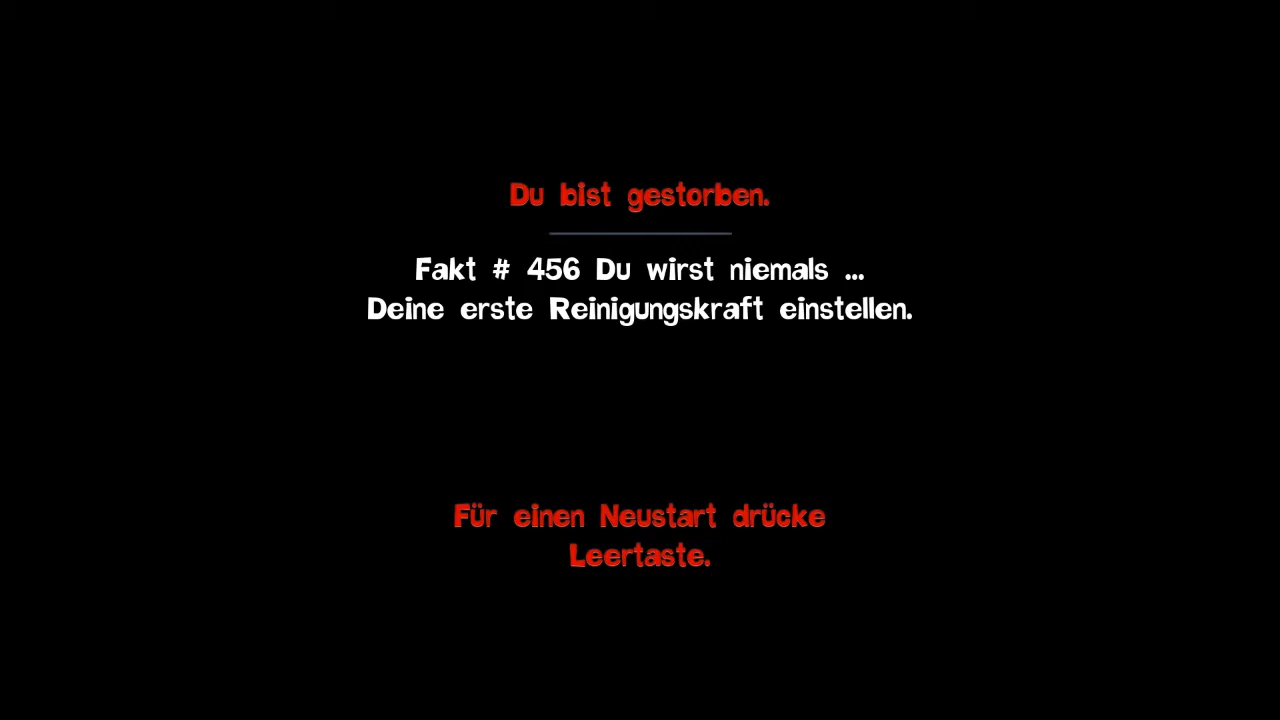 Du bist gestorben.
Fakt # 456 Du wirst niemals ...
Deine erste Reinigungskraft einstellen.
Für einen Neustart drücke
Leertaste.